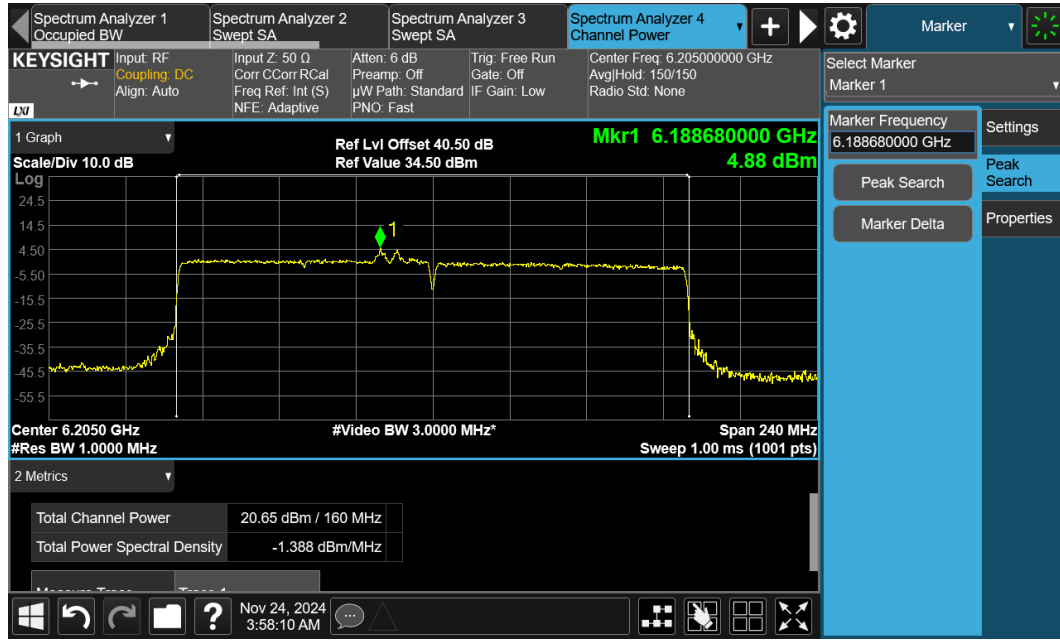 Spectrum Analyzer 1
Occupied BW
Spectrum Analyzer 2
Swept SA
Spectrum Analyzer 3
Swept SA
Spectrum Analyzer 4
Channel Power
Marker
KEYSIGHT
LXI
Input: RF
Coupling: DC
Align: Auto
Input Z: 50 Ω
Corr CCorr RCal
Freq Ref: Int (S)
NFE: Adaptive
Atten: 6 dB
Preamp: Off
µW Path: Standard
PNO: Fast
Trig: Free Run
Gate: Off
IF Gain: Low
Center Freq: 6.205000000 GHz
Avg|Hold: 150/150
Radio Std: None
Select Marker
Marker 1
Marker Frequency
6.188680000 GHz
Peak Search
Marker Delta
Settings
Peak
Search
Properties
1 Graph
Scale/Div 10.0 dB
Log
Ref Lvl Offset 40.50 dB
Ref Value 34.50 dBm
Mkr1 6.188680000 GHz
4.88 dBm
24.5
14.5
4.50
-5.50
-15.5
-25.5
-35.5
-45.5
-55.5
1
Center 6.2050 GHz
#Video BW 3.0000 MHz*
Span 240 MHz
#Res BW 1.0000 MHz
Sweep 1.00 ms (1001 pts)
2 Metrics
Total Channel Power 20.65 dBm / 160 MHz
Total Power Spectral Density -1.388 dBm/MHz
Nov 24, 2024
3:58:10 AM